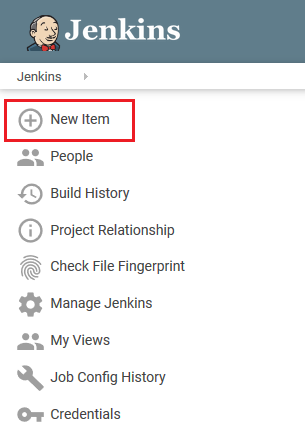 Jenkins
Jenkins
New Item
People
Build History
Project Relationship
Check File Fingerprint
Manage Jenkins
My Views
Job Config History
Credentials